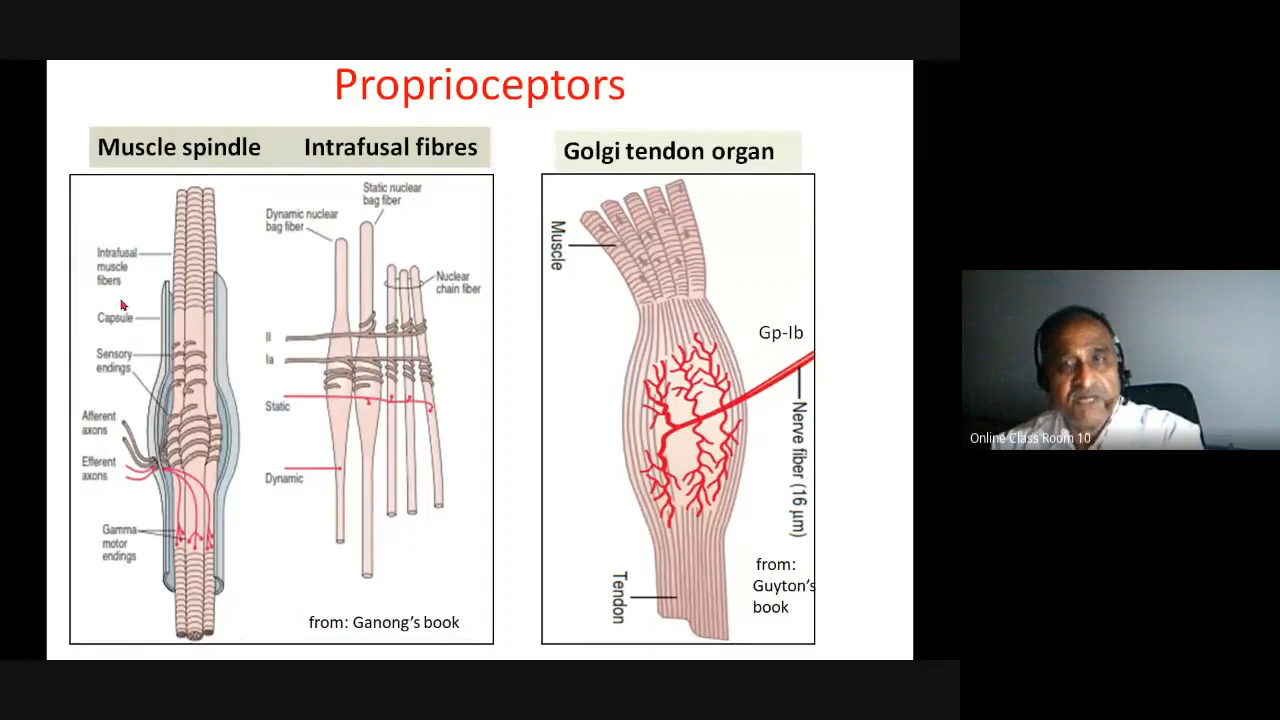 Proprioceptors
Muscle spindle
Intrafusal fibres
Intrafusal
muscle
fibers
Capsule
Sensory
endings
Afferent
axons
Efferent
axons
Gamma
motor
endings
Static nuclear
bag fiber
Dynamic nuclear
bag fiber
Nuclear
chain fiber
II
Ia
Static
Dynamic
from: Ganong's book
Golgi tendon organ
Muscle
Gp-Ib
Nerve fiber (16 μm)
Tendon
from:
Guyton's
book
Online Class Room 10